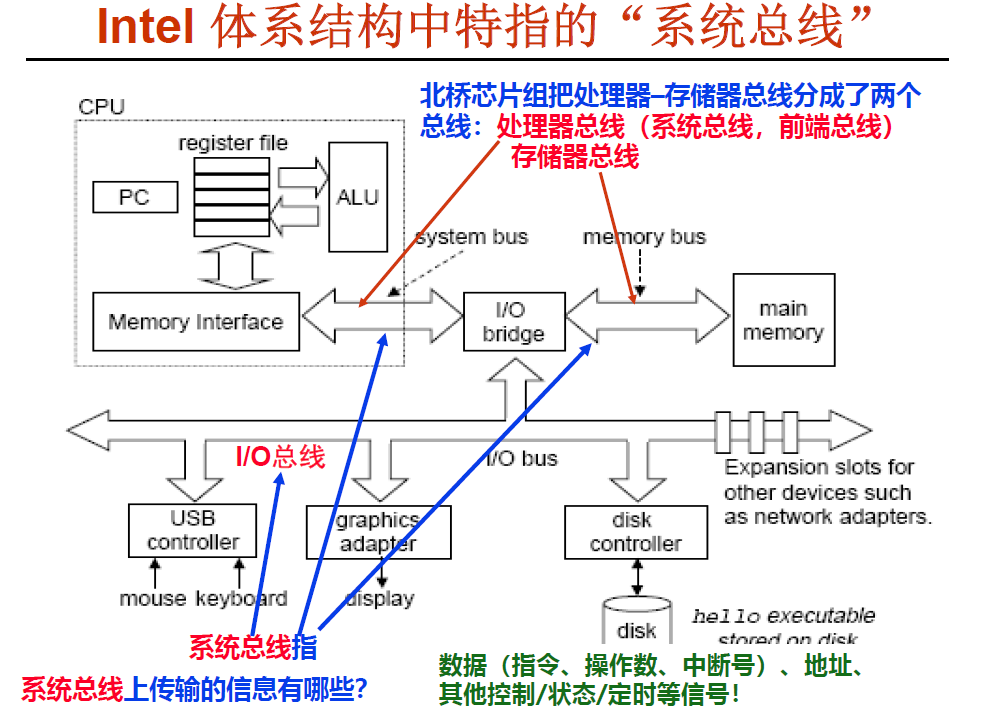 Intel 体系结构中特指的“系统总线”
北桥芯片组把处理器–存储器总线分成了两个
总线：处理器总线（系统总线，前端总线）
存储器总线
CPU
register file
PC
ALU
system bus
memory bus
Memory Interface
I/O
bridge
main
memory
I/O总线
I/O bus
Expansion slots for
other devices such
as network adapters.
USB
controller
graphics
adapter
disk
controller
mouse keyboard
display
disk
hello executable
stored on disk
系统总线指
系统总线上传输的信息有哪些？
数据（指令、操作数、中断号）、地址、
其他控制/状态/定时等信号！